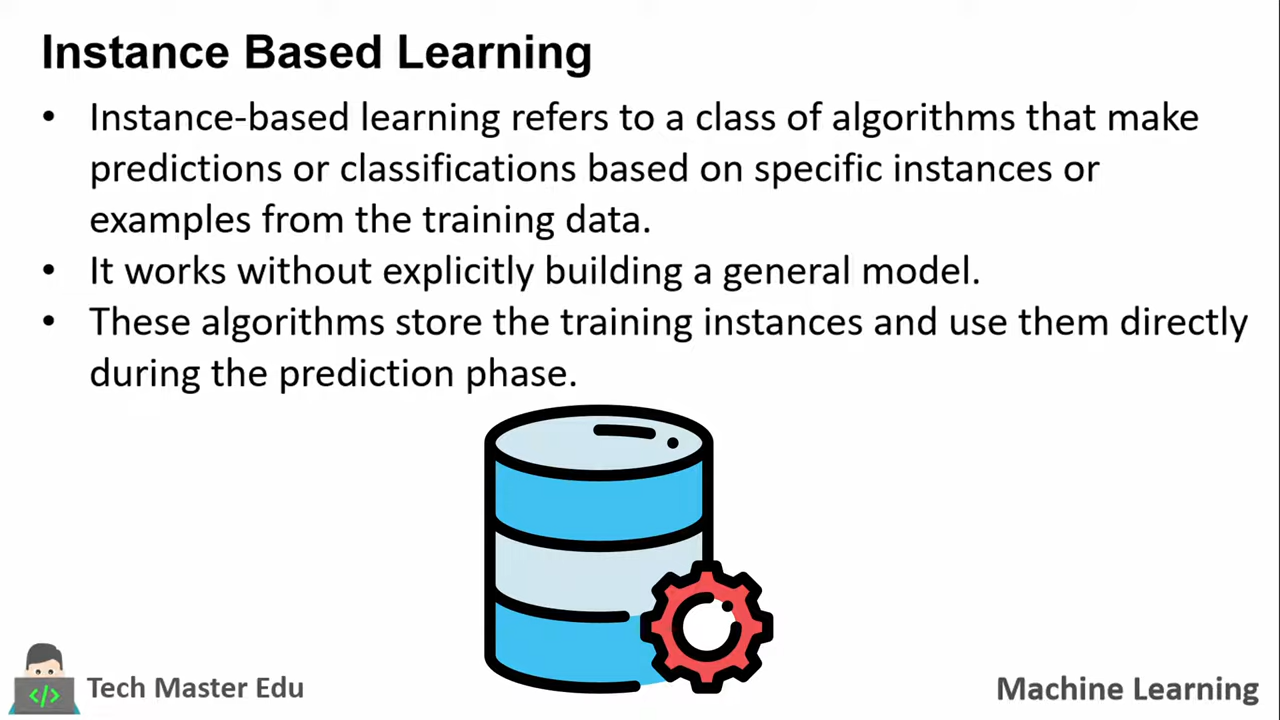 Instance Based Learning
• Instance-based learning refers to a class of algorithms that make
predictions or classifications based on specific instances or
examples from the training data.
• It works without explicitly building a general model.
• These algorithms store the training instances and use them directly
during the prediction phase.
</>
Tech Master Edu
Machine Learning